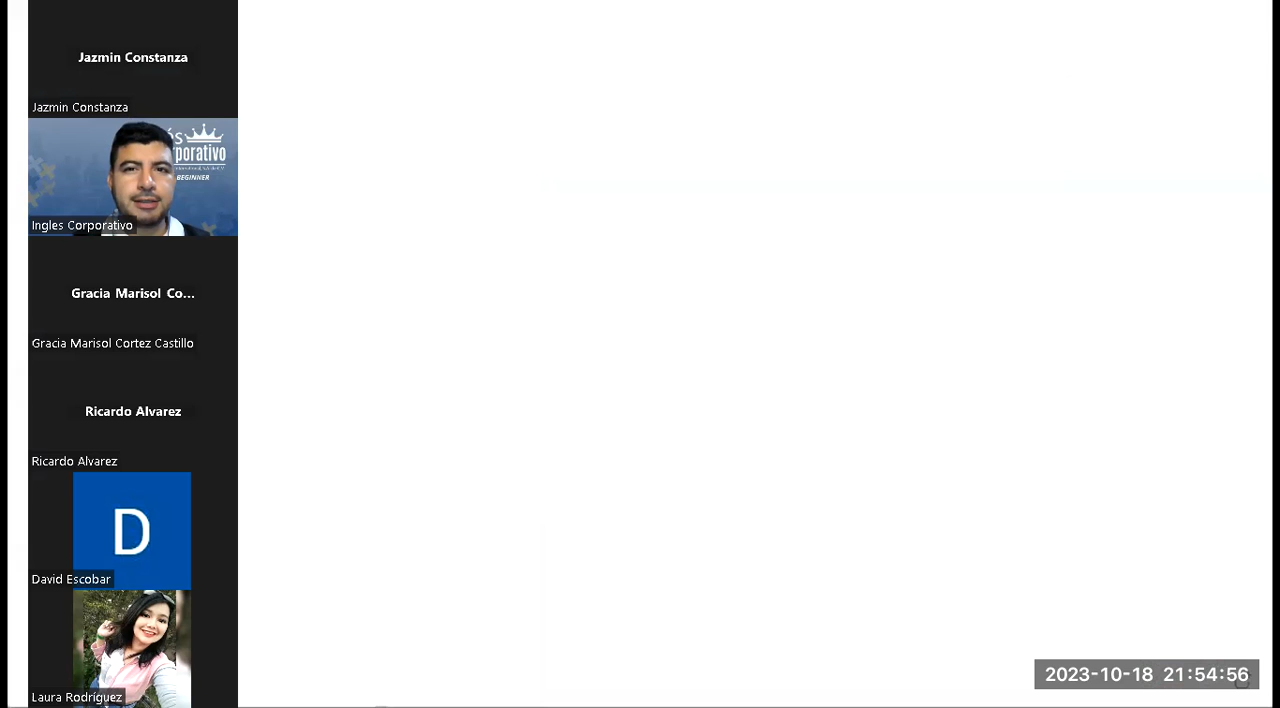 Jazmin Constanza
Jazmin Constanza
és
porativo
BEGINNER
Ingles Corporativo
Gracia Marisol Co...
Gracia Marisol Cortez Castillo
Ricardo Alvarez
Ricardo Alvarez
D
David Escobar
Laura Rodríguez
2023-10-18 21:54:56